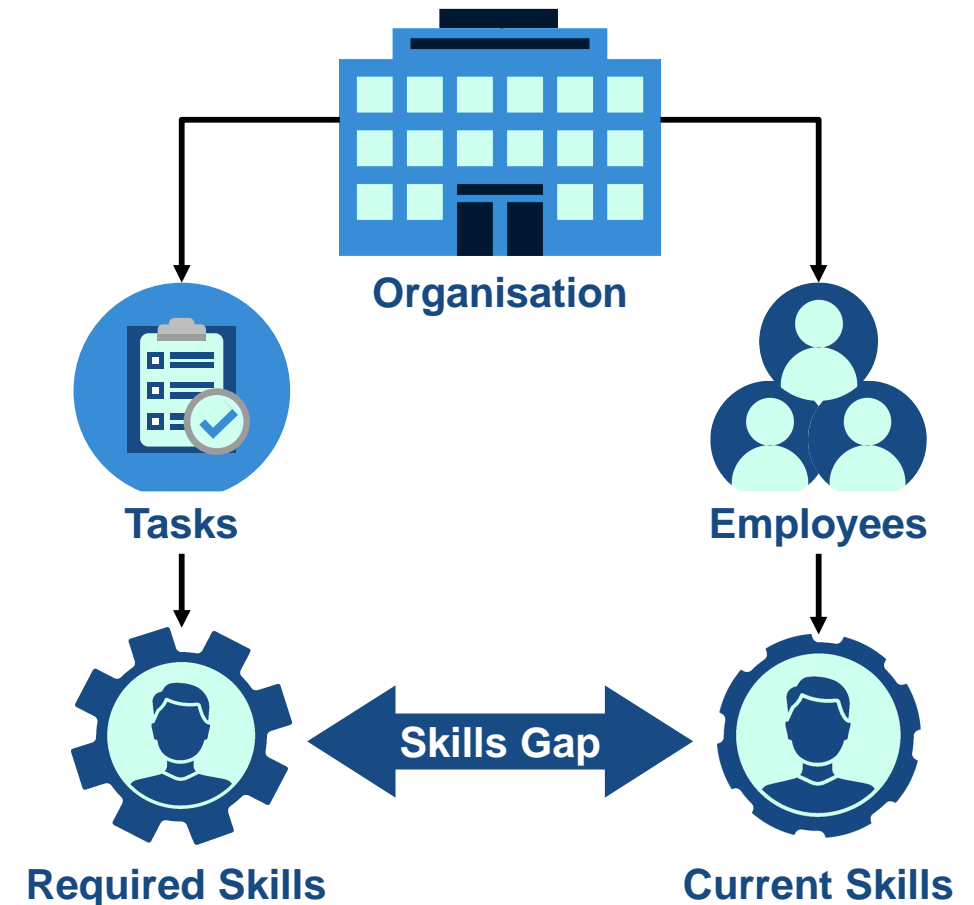 Organisation
Tasks
Employees
Skills Gap
Required Skills
Current Skills